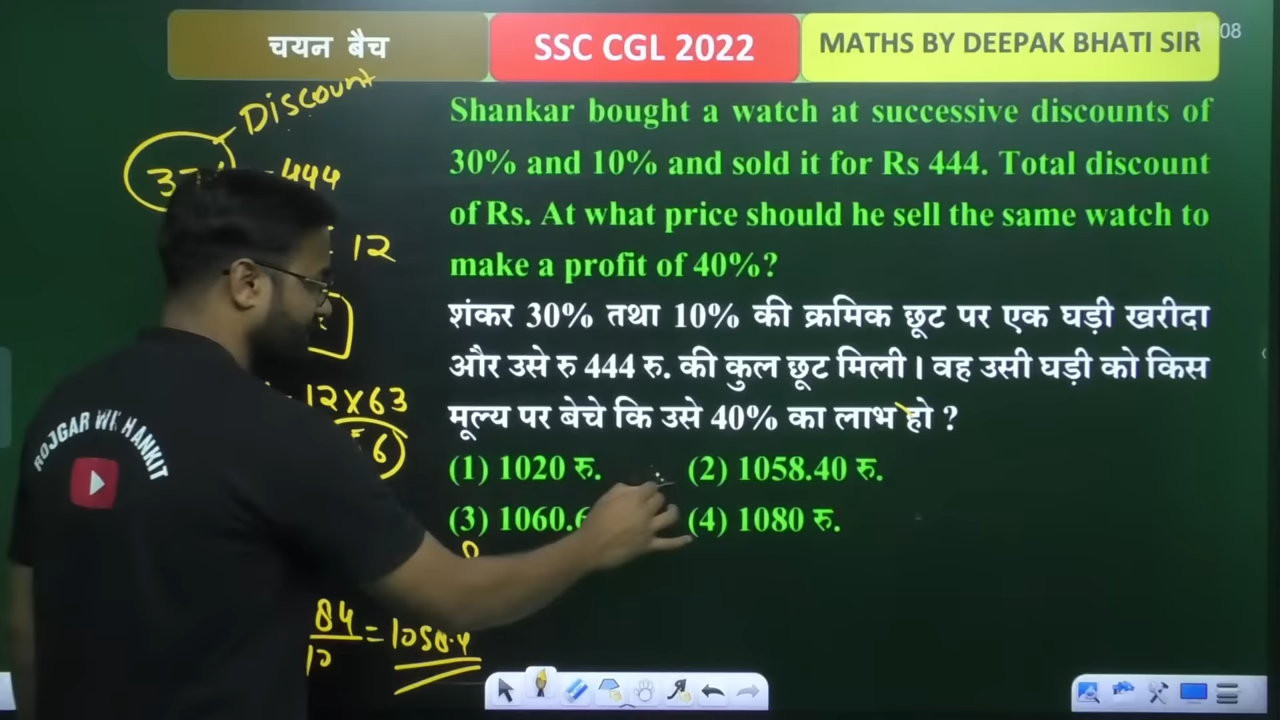 चयन बैच
SSC CGL 2022
MATHS BY DEEPAK BHATI SIR
08
Discount
444
12
Shankar bought a watch at successive discounts of
30% and 10% and sold it for Rs 444. Total discount
of Rs. At what price should he sell the same watch to
make a profit of 40%?
शंकर 30% तथा 10% की क्रमिक छूट पर एक घड़ी खरीदा
और उसे रु 444 रु. की कुल छूट मिली। वह उसी घड़ी को किस
मूल्य पर बेचे कि उसे 40% का लाभ हो ?
(1) 1020 रु. (2) 1058.40 रु.
(3) 1060. (4) 1080 रु.
12×63
6
84
10
= 1058.4
ROJGAR WITH ANKIT